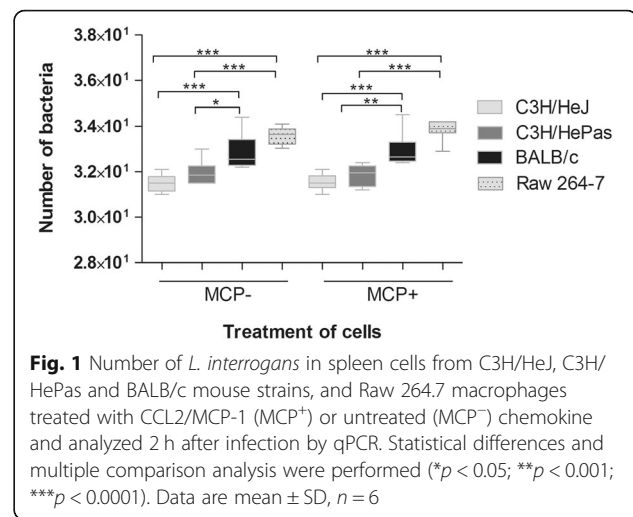 3.8×10¹
3.6×10¹
3.4×10¹
3.2×10¹
3.0×10¹
2.8×10¹
Number of bacteria
*** 
***
***
*
***
***
***
**
C3H/HeJ
C3H/HePas
BALB/c
Raw 264-7
MCP-
MCP+
Treatment of cells
Fig. 1 Number of L. interrogans in spleen cells from C3H/HeJ, C3H/
HePas and BALB/c mouse strains, and Raw 264.7 macrophages
treated with CCL2/MCP-1 (MCP⁺) or untreated (MCP⁻) chemokine
and analyzed 2 h after infection by qPCR. Statistical differences and
multiple comparison analysis were performed (*p < 0.05; **p < 0.001;
***p < 0.0001). Data are mean ± SD, n = 6